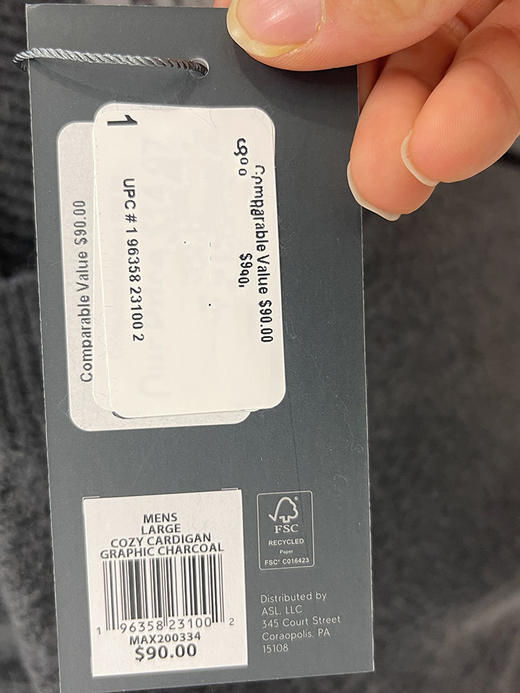 Comparable Value $90.00
1
Comparable Value $90.00
UPC # 1 96358 23100 2
MENS
LARGE
COZY CARDIGAN
GRAPHIC CHARCOAL
1 96358 23100 2
MAX200334
$90.00
FSC
RECYCLED
Paper
FSC® C016423
Distributed by
ASL, LLC
345 Court Street
Coraopolis, PA
15108